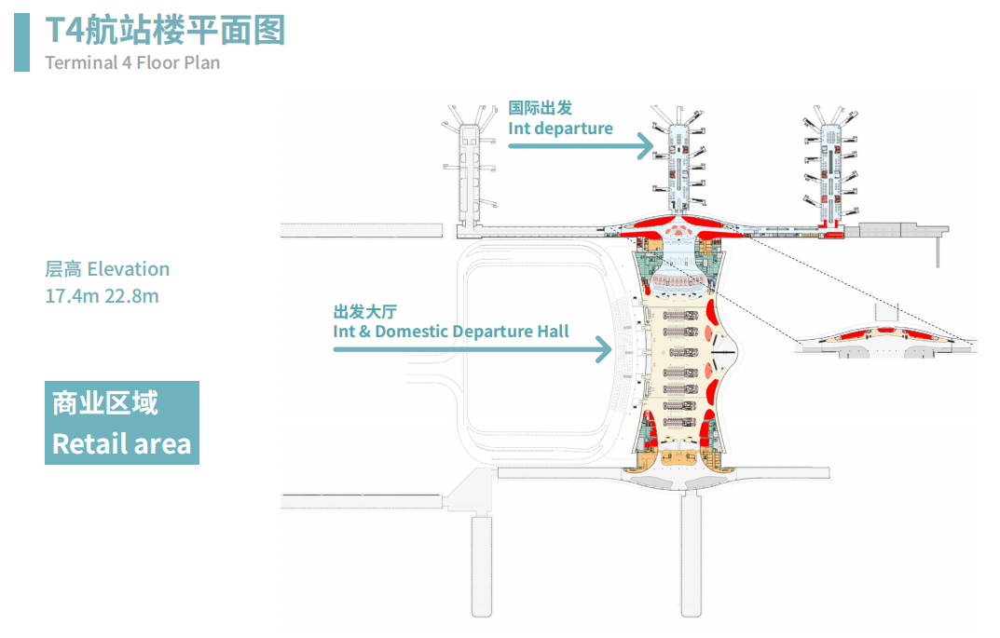 T4航站楼平面图
Terminal 4 Floor Plan
国际出发
Int departure
层高 Elevation
17.4m 22.8m
出发大厅
Int & Domestic Departure Hall
商业区域
Retail area